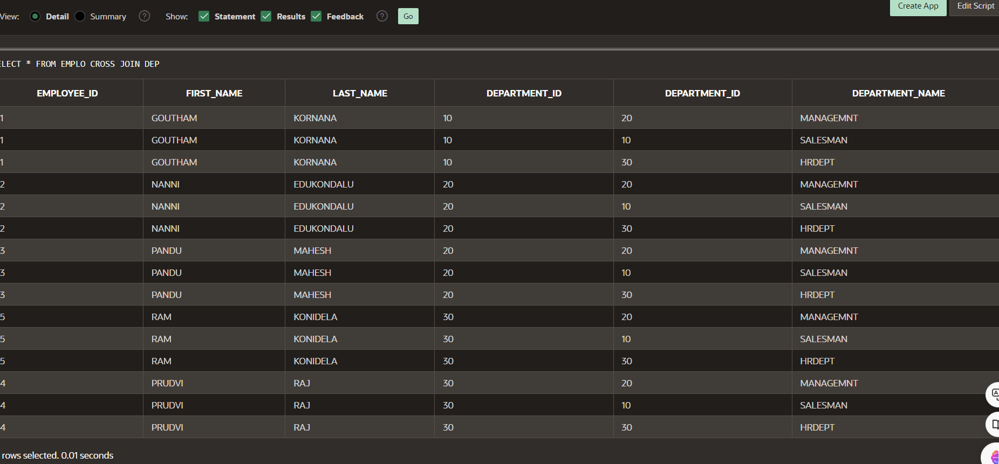 View: Detail Summary ? Show: Statement Results Feedback ? Go Create App Edit Script
ELECT * FROM EMPLO CROSS JOIN DEP
EMPLOYEE_ID FIRST_NAME LAST_NAME DEPARTMENT_ID DEPARTMENT_ID DEPARTMENT_NAME
1 GOUTHAM KORNANA 10 20 MANAGEMNT
1 GOUTHAM KORNANA 10 10 SALESMAN
1 GOUTHAM KORNANA 10 30 HRDEPT
2 NANNI EDUKONDALU 20 20 MANAGEMNT
2 NANNI EDUKONDALU 20 10 SALESMAN
2 NANNI EDUKONDALU 20 30 HRDEPT
3 PANDU MAHESH 20 20 MANAGEMNT
3 PANDU MAHESH 20 10 SALESMAN
3 PANDU MAHESH 20 30 HRDEPT
5 RAM KONIDELA 30 20 MANAGEMNT
5 RAM KONIDELA 30 10 SALESMAN
5 RAM KONIDELA 30 30 HRDEPT
4 PRUDVI RAJ 30 20 MANAGEMNT
4 PRUDVI RAJ 30 10 SALESMAN
4 PRUDVI RAJ 30 30 HRDEPT
rows selected. 0.01 seconds